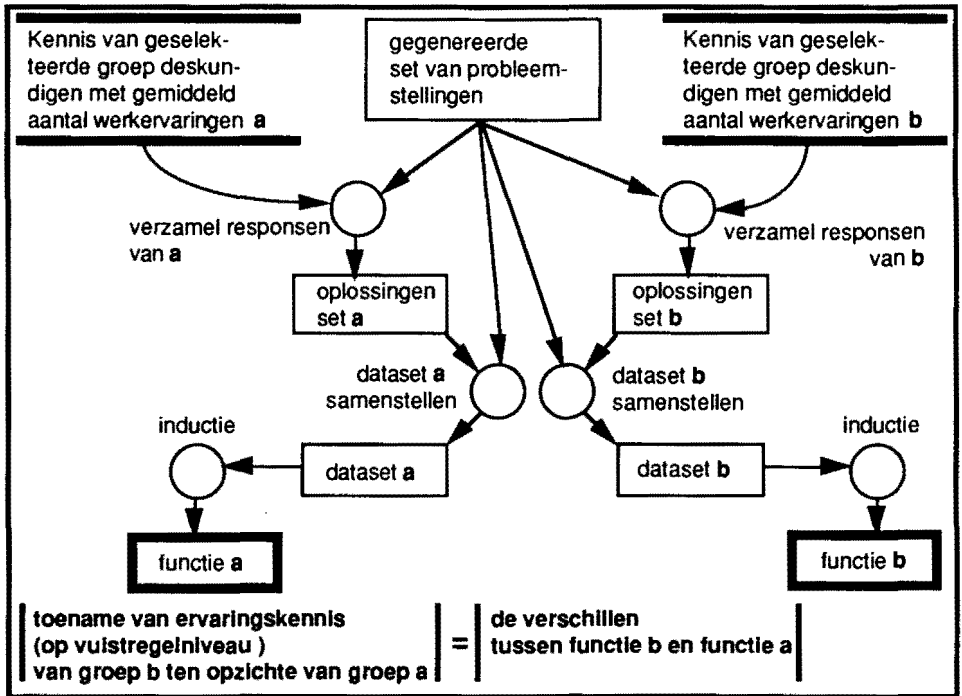 Kennis van geselek-
teerde groep deskun-
digen met gemiddeld
aantal werkervaringen a
gegenereerde
set van probleem-
stellingen
Kennis van geselek-
teerde groep deskun-
digen met gemiddeld
aantal werkervaringen b
verzamel responsen
van a
verzamel responsen
van b
oplossingen
set a
oplossingen
set b
dataset a
samenstellen
dataset b
samenstellen
inductie
inductie
dataset a
dataset b
functie a
functie b
toename van ervaringskennis
(op vuistregelniveau )
van groep b ten opzichte van groep a
=
de verschillen
tussen functie b en functie a